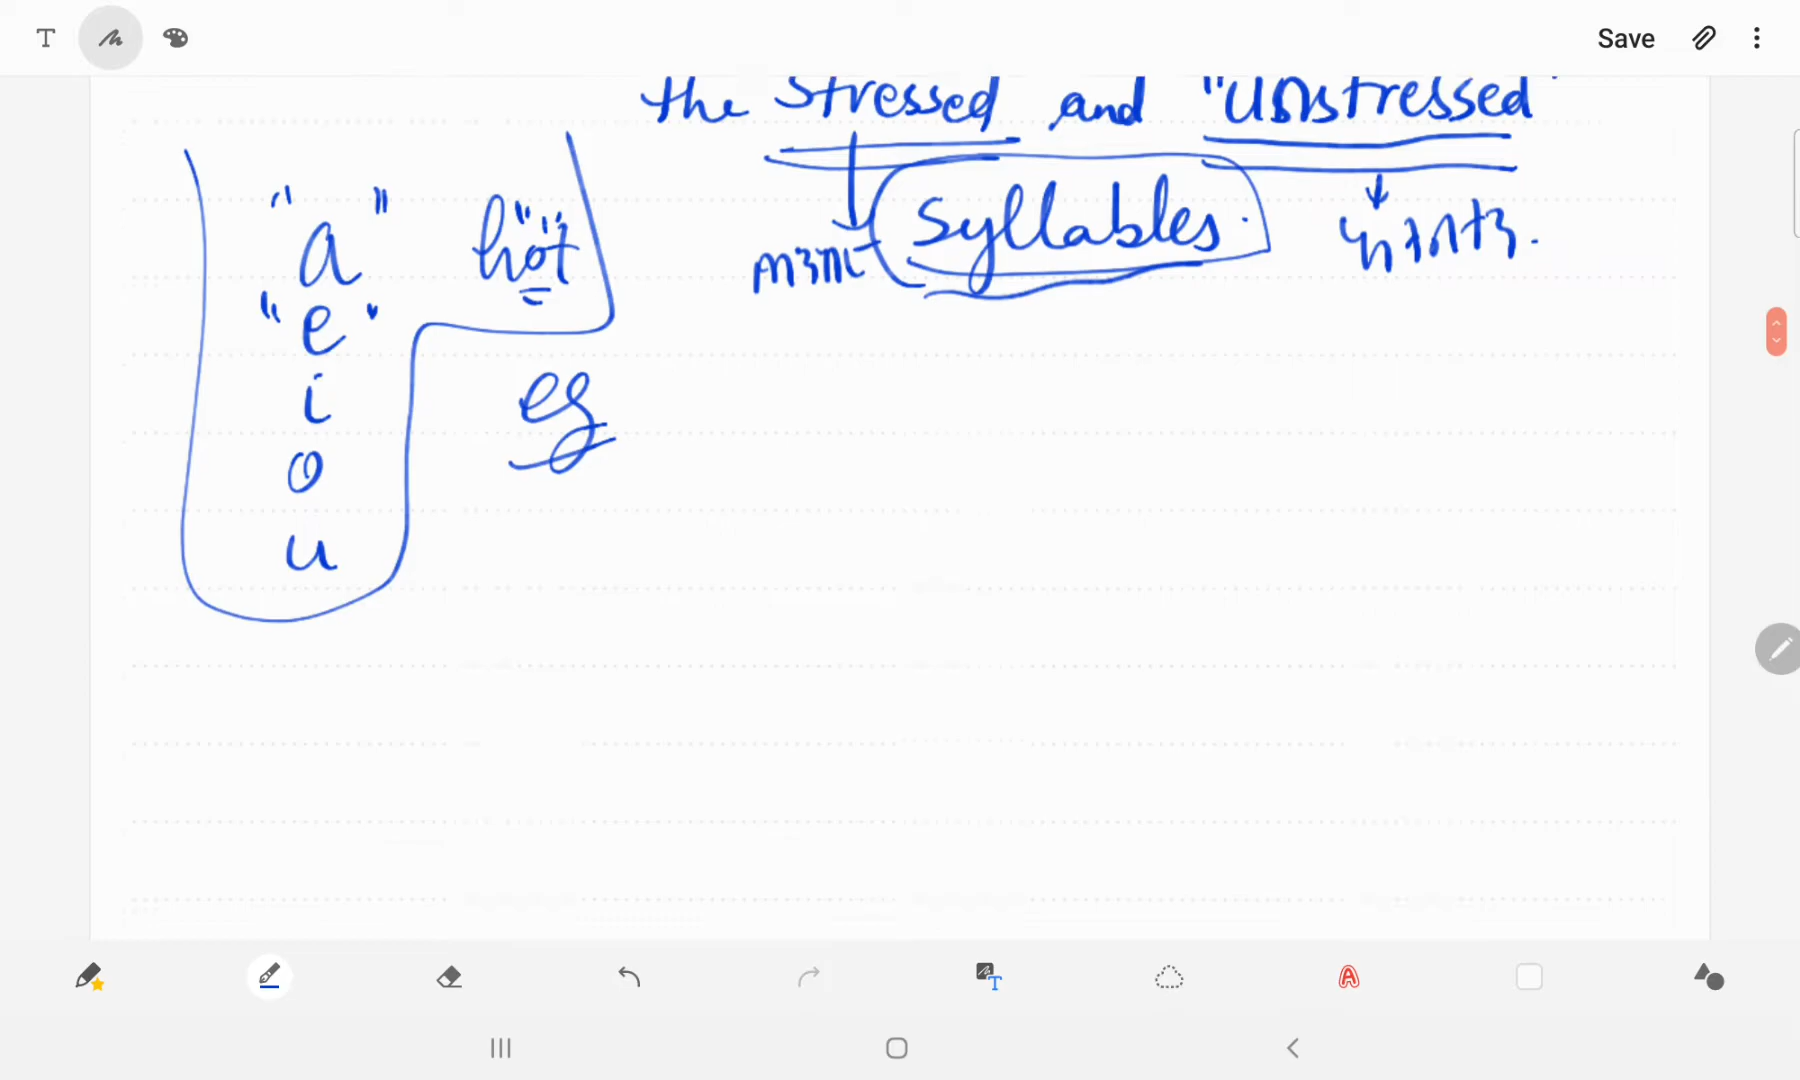 Save
the stressed and "unstressed"
syllables.
"a" hot
"e"
i eg
o
u